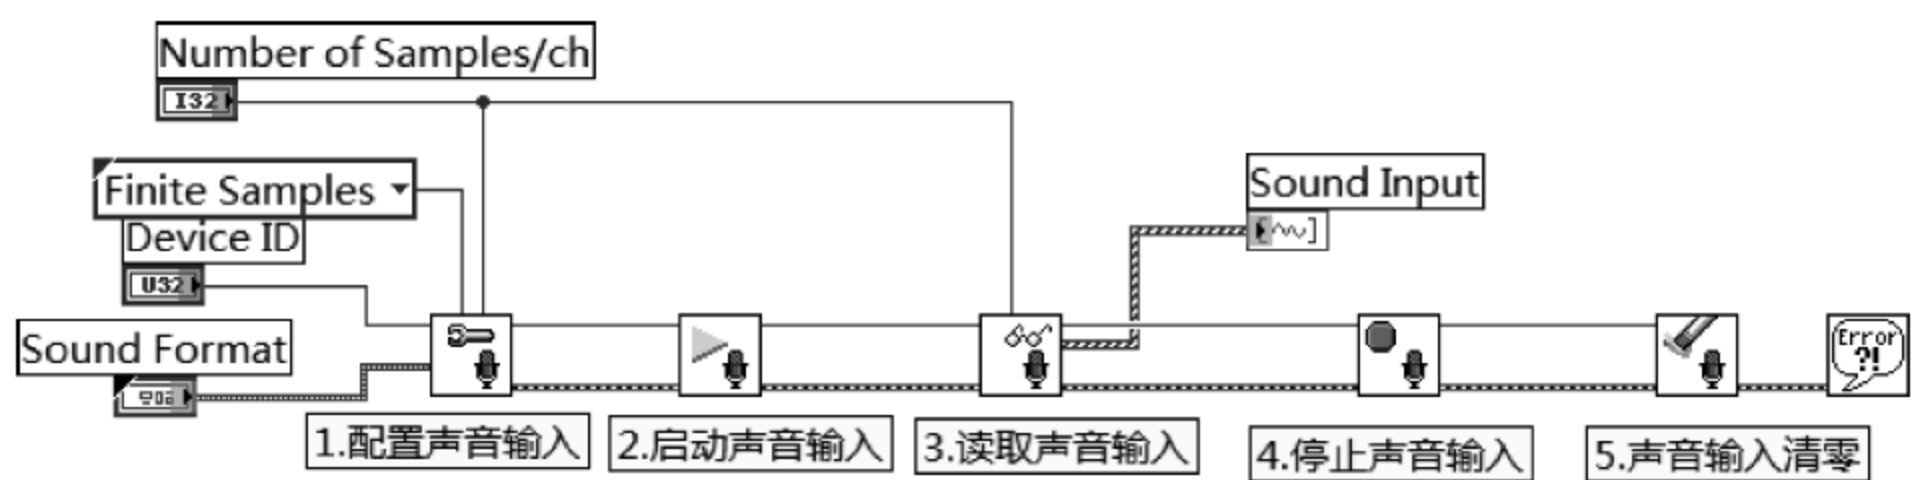 Number of Samples/ch
I32
Finite Samples
Device ID
U32
Sound Input
Sound Format
Error
?!
1.配置声音输入
2.启动声音输入
3.读取声音输入
4.停止声音输入
5.声音输入清零